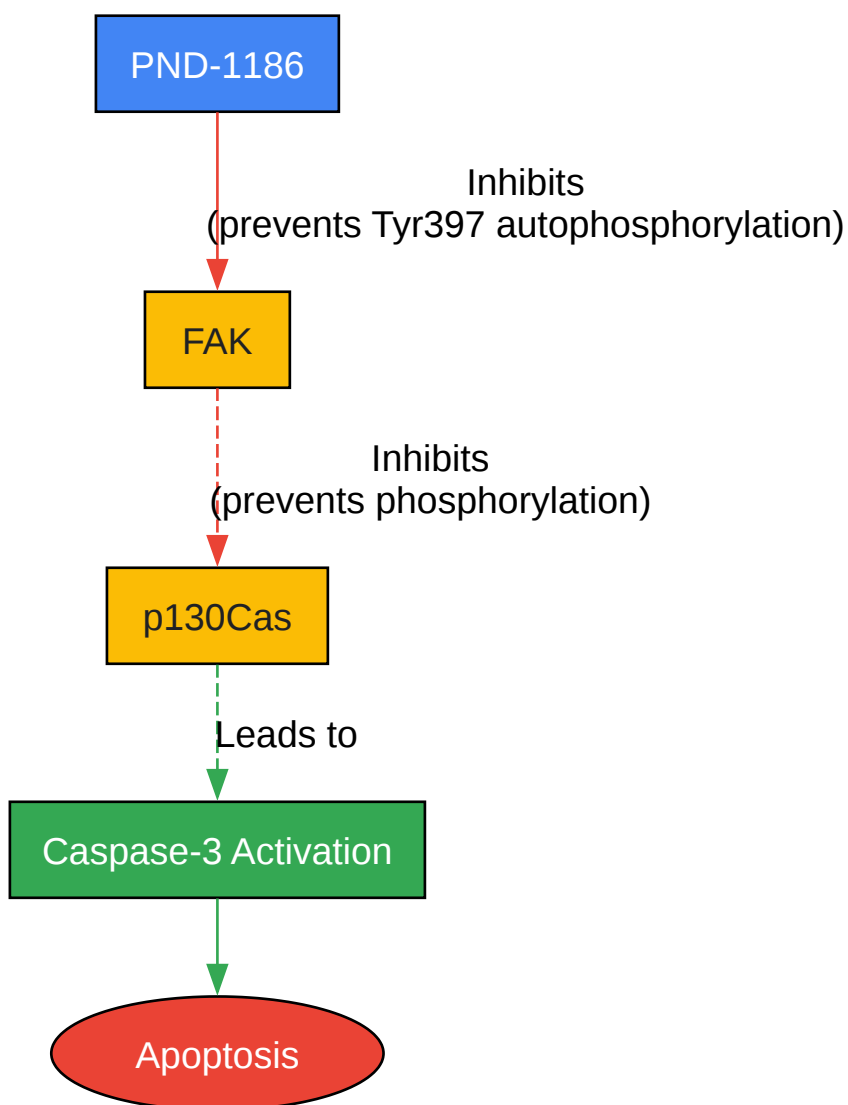 PND-1186
Inhibits
(prevents Tyr397 autophosphorylation)
FAK
Inhibits
(prevents phosphorylation)
p130Cas
Leads to
Caspase-3 Activation
Apoptosis